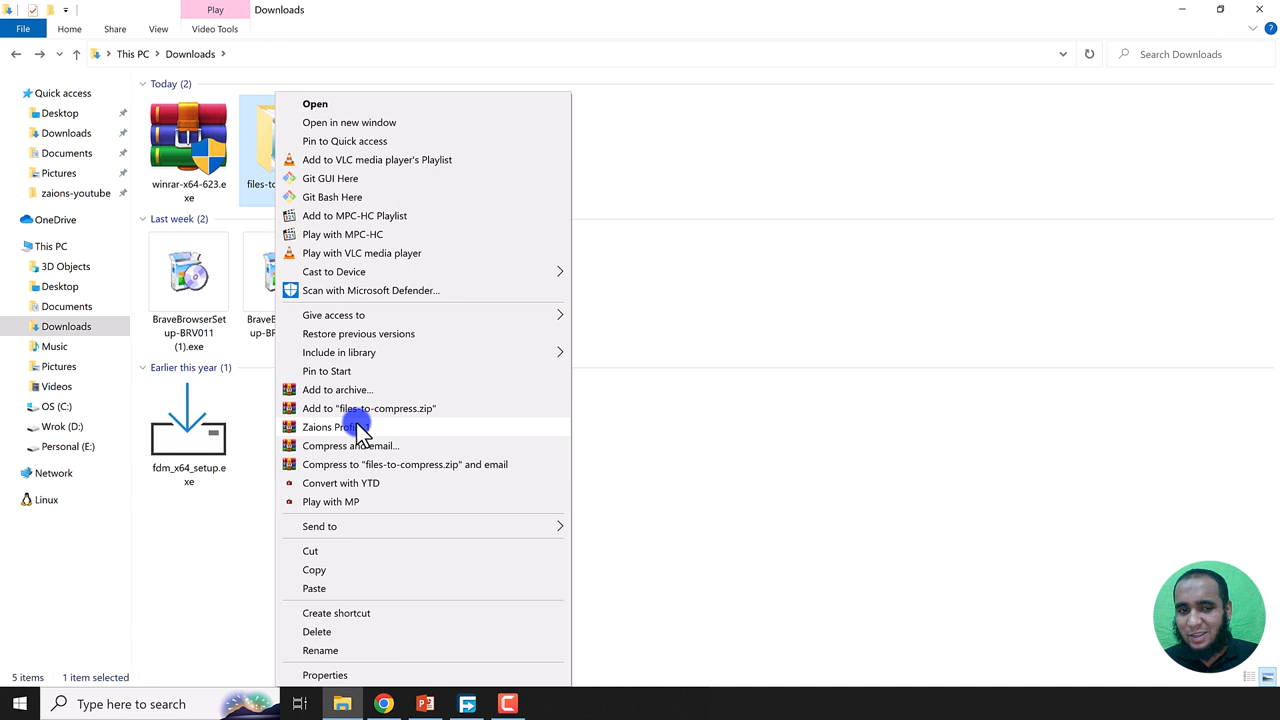 Play
Downloads
File
Home
Share
View
Video Tools
This PC
Downloads
Search Downloads
Quick access
Desktop
Downloads
Documents
Pictures
zaions-youtube
OneDrive
This PC
3D Objects
Desktop
Documents
Downloads
Music
Pictures
Videos
OS (C:)
Wrok (D:)
Personal (E:)
Network
Linux
Today (2)
winrar-x64-623.e
xe
files-to
Last week (2)
BraveBrowserSet
up-BRV011
(1).exe
Brave
up-B
Earlier this year (1)
fdm_x64_setup.e
xe
Open
Open in new window
Pin to Quick access
Add to VLC media player's Playlist
Git GUI Here
Git Bash Here
Add to MPC-HC Playlist
Play with MPC-HC
Play with VLC media player
Cast to Device
Scan with Microsoft Defender...
Give access to
Restore previous versions
Include in library
Pin to Start
Add to archive...
Add to "files-to-compress.zip"
Zaions
Compress and email...
Compress to "files-to-compress.zip" and email
Convert with YTD
Play with MP
Send to
Cut
Copy
Paste
Create shortcut
Delete
Rename
Properties
5 items
1 item selected
Type here to search